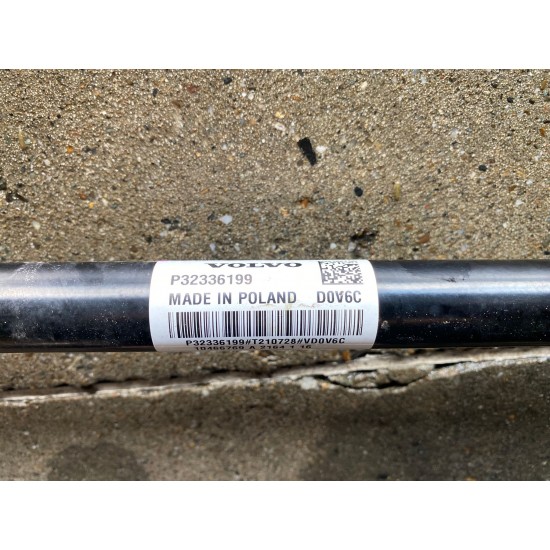 VOLVO
P32336199
MADE IN POLAND D0V6C
P32336199#T210728#VD0V6C